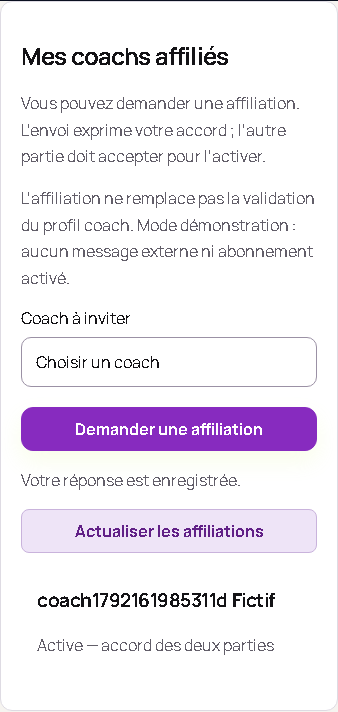 Mes coachs affiliés
Vous pouvez demander une affiliation.
L'envoi exprime votre accord ; l'autre
partie doit accepter pour l'activer.
L'affiliation ne remplace pas la validation
du profil coach. Mode démonstration :
aucun message externe ni abonnement
activé.
Coach à inviter
Choisir un coach
Demander une affiliation
Votre réponse est enregistrée.
Actualiser les affiliations
coach1792161985311d Fictif
Active — accord des deux parties